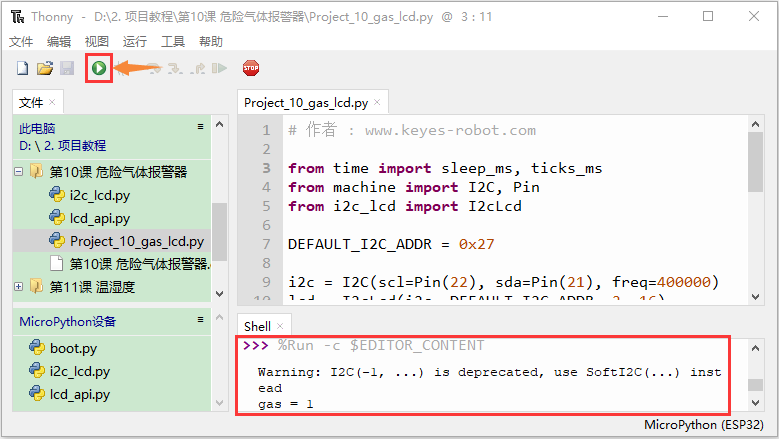 Thonny - D:\2. 项目教程\第10课 危险气体报警器\Project_10_gas_lcd.py @ 3 : 11
文件 编辑 视图 运行 工具 帮助
STOP
文件
此电脑
D: \ 2. 项目教程
第10课 危险气体报警器
i2c_lcd.py
lcd_api.py
Project_10_gas_lcd.py
第10课 危险气体报警器.
第11课 温湿度
MicroPython设备
boot.py
i2c_lcd.py
lcd_api.py
Project_10_gas_lcd.py
1 # 作者 : www.keyes-robot.com
2
3 from time import sleep_ms, ticks_ms
4 from machine import I2C, Pin
5 from i2c_lcd import I2cLcd
6
7 DEFAULT_I2C_ADDR = 0x27
8
9 i2c = I2C(scl=Pin(22), sda=Pin(21), freq=400000)
10 lcd = I2cLcd(i2c, DEFAULT_I2C_ADDR, 2, 16)
Shell
>>> %Run -c $EDITOR_CONTENT
Warning: I2C(-1, ...) is deprecated, use SoftI2C(...) inst
ead
gas = 1
MicroPython (ESP32)